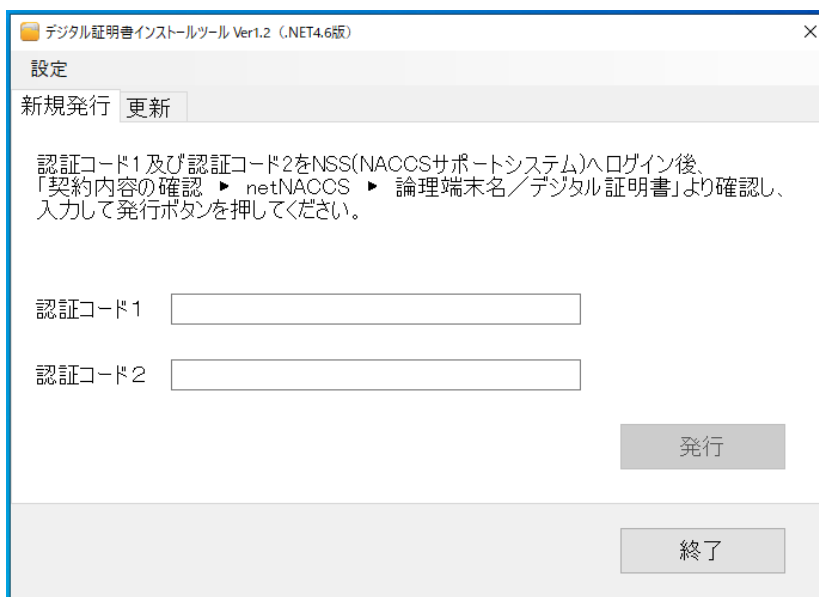 デジタル証明書インストールツール Ver1.2（.NET4.6版）
設定
新規発行 更新
認証コード1及び認証コード2をNSS(NACCSサポートシステム)へログイン後、
「契約内容の確認 ▶ netNACCS ▶ 論理端末名／デジタル証明書」より確認し、
入力して発行ボタンを押してください。
認証コード1
認証コード2
発行
終了